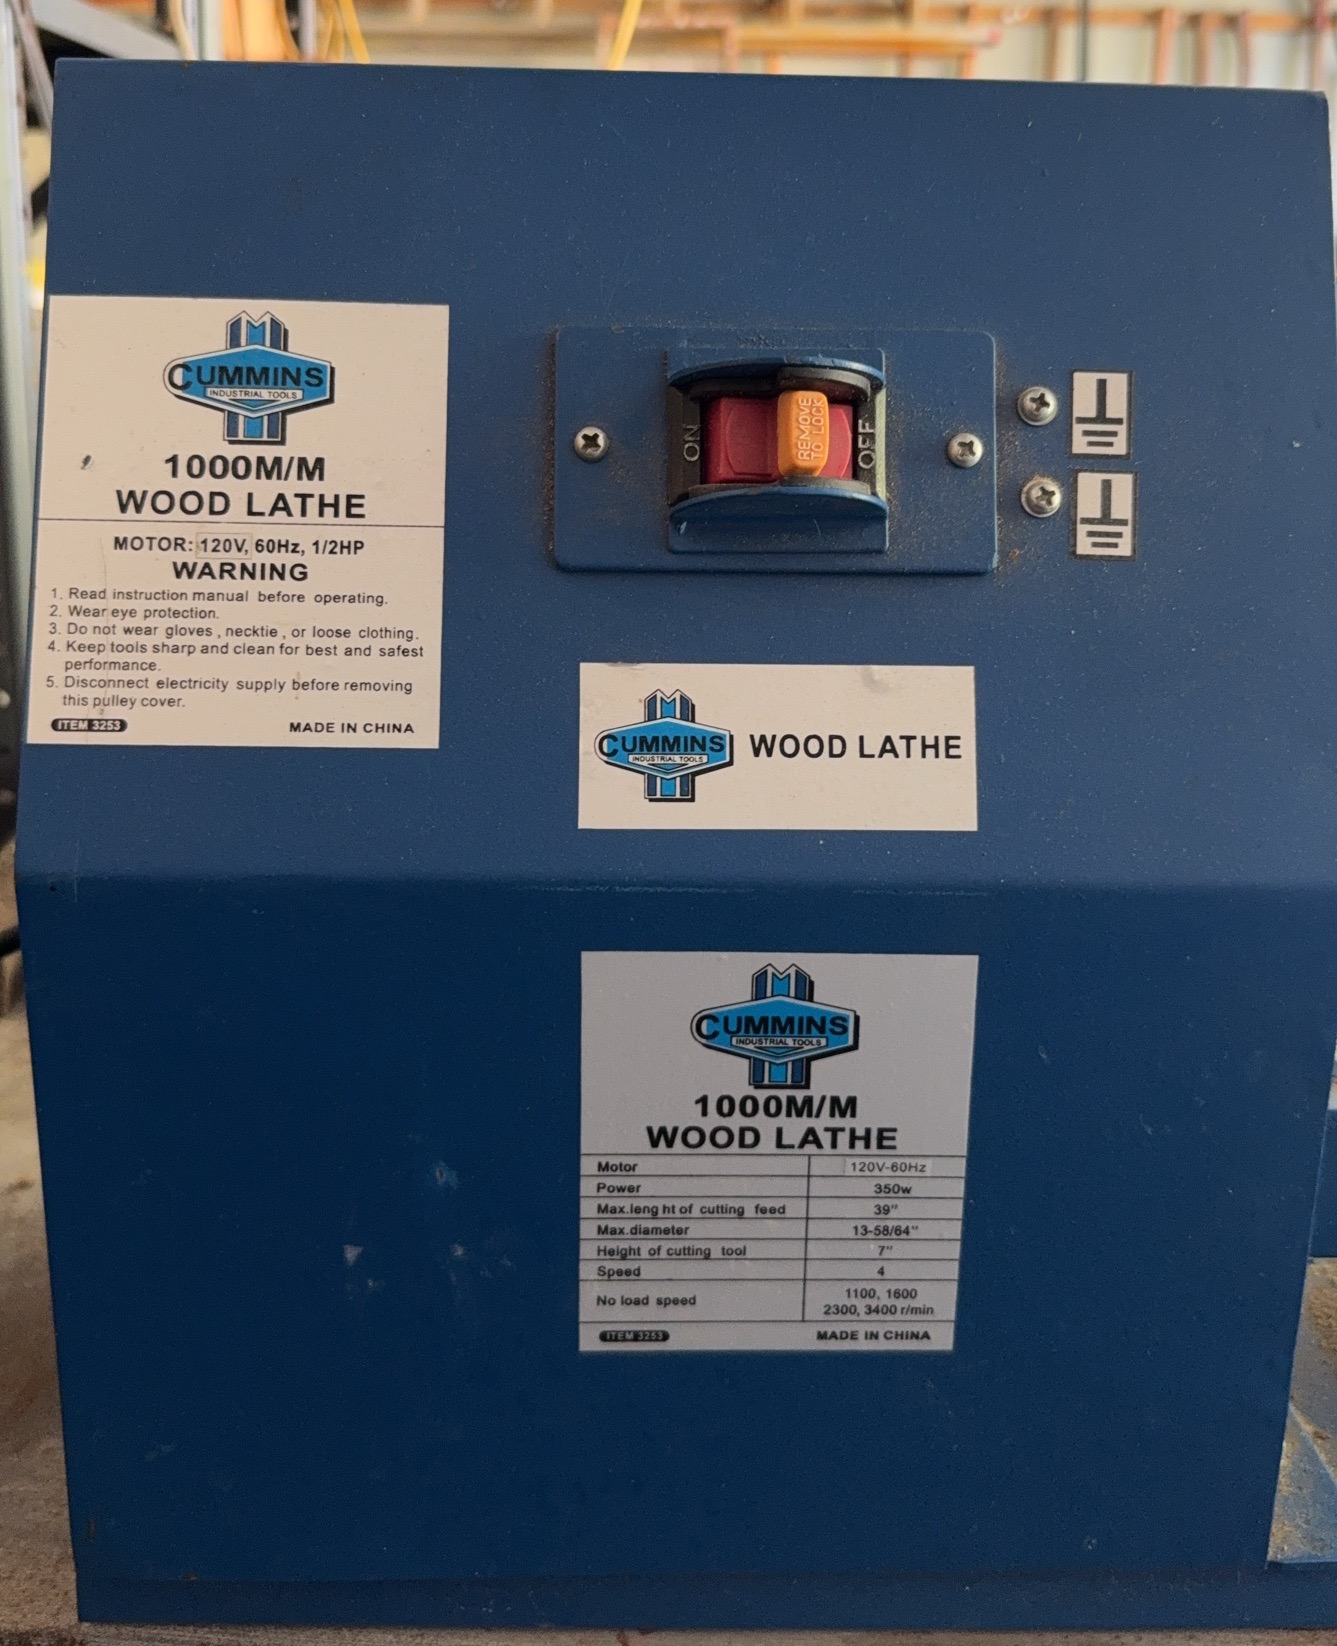 CUMMINS
INDUSTRIAL TOOLS
1000M/M
WOOD LATHE
MOTOR: 120V, 60Hz, 1/2HP
WARNING
1. Read instruction manual before operating.
2. Wear eye protection.
3. Do not wear gloves , necktie , or loose clothing.
4. Keep tools sharp and clean for best and safest
performance.
5. Disconnect electricity supply before removing
this pulley cover.
ITEM 3253 MADE IN CHINA
ON
REMOVE
TO LOCK
OFF
CUMMINS
INDUSTRIAL TOOLS
WOOD LATHE
CUMMINS
INDUSTRIAL TOOLS
1000M/M
WOOD LATHE
Motor 120V-60Hz
Power 350w
Max.leng ht of cutting feed 39"
Max.diameter 13-58/64"
Height of cutting tool 7"
Speed 4
No load speed 1100, 1600
2300, 3400 r/min
ITEM 3253 MADE IN CHINA